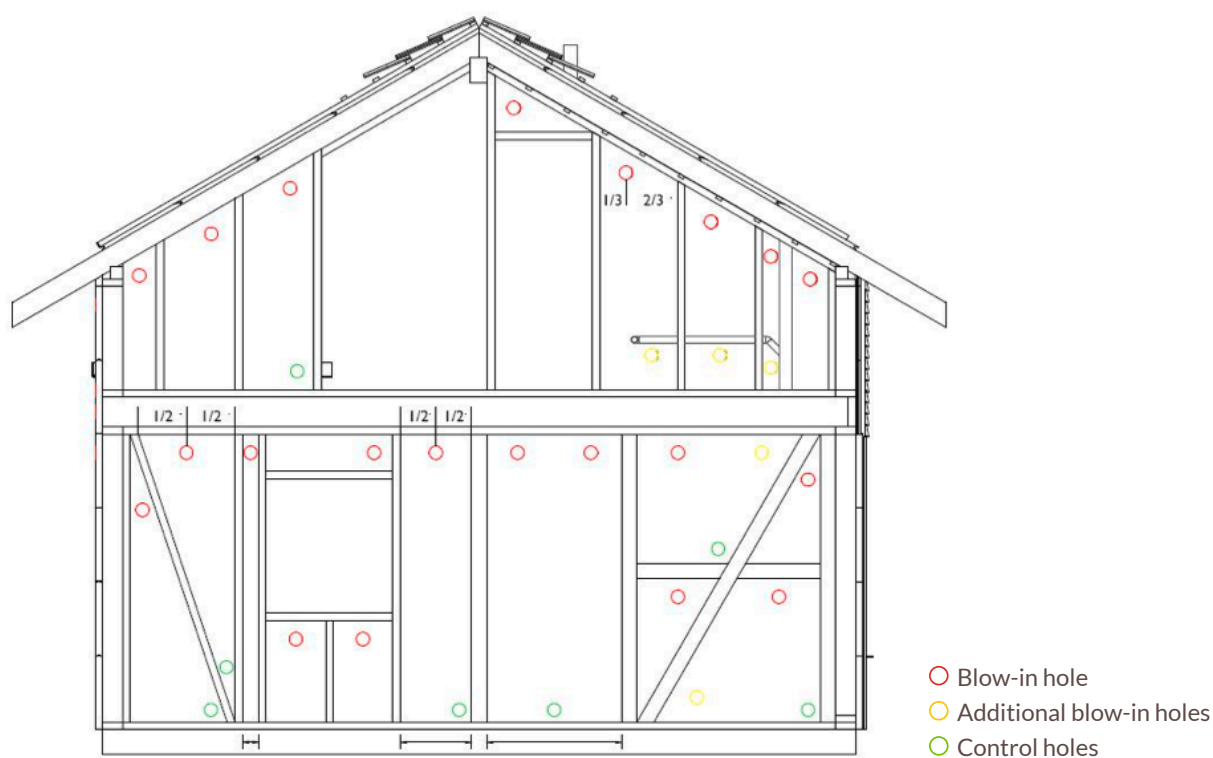 1/3 2/3
1/2 1/2 1/2 1/2
Blow-in hole
Additional blow-in holes
Control holes